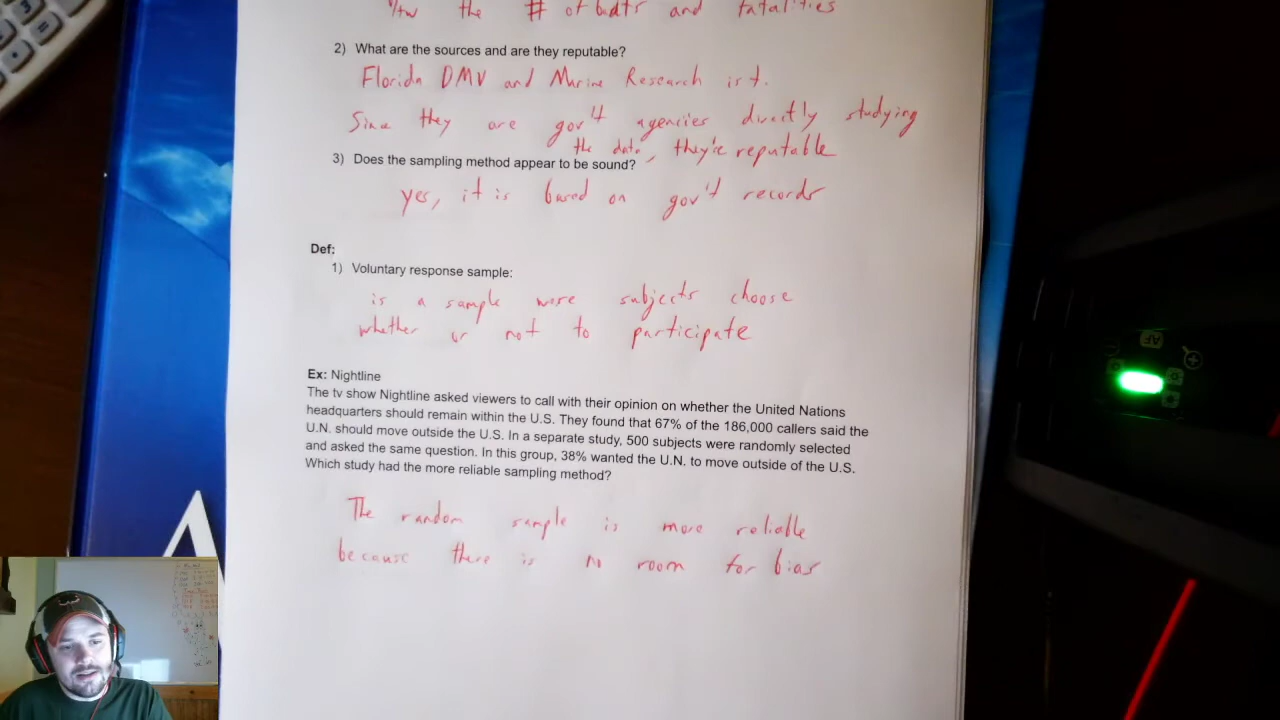 the # of boats and fatalities
2) What are the sources and are they reputable?
Florida DMV and Marine Research ist.
Since they are gov't agencies directly studying
the data, they're reputable
3) Does the sampling method appear to be sound?
yes, it is based on gov't records
Def:
1) Voluntary response sample:
is a sample were subjects choose
whether or not to participate
Ex: Nightline
The tv show Nightline asked viewers to call with their opinion on whether the United Nations
headquarters should remain within the U.S. They found that 67% of the 186,000 callers said the
U.N. should move outside the U.S. In a separate study, 500 subjects were randomly selected
and asked the same question. In this group, 38% wanted the U.N. to move outside of the U.S.
Which study had the more reliable sampling method?
The random sample is more reliable
because there is no room for bias
A
AF